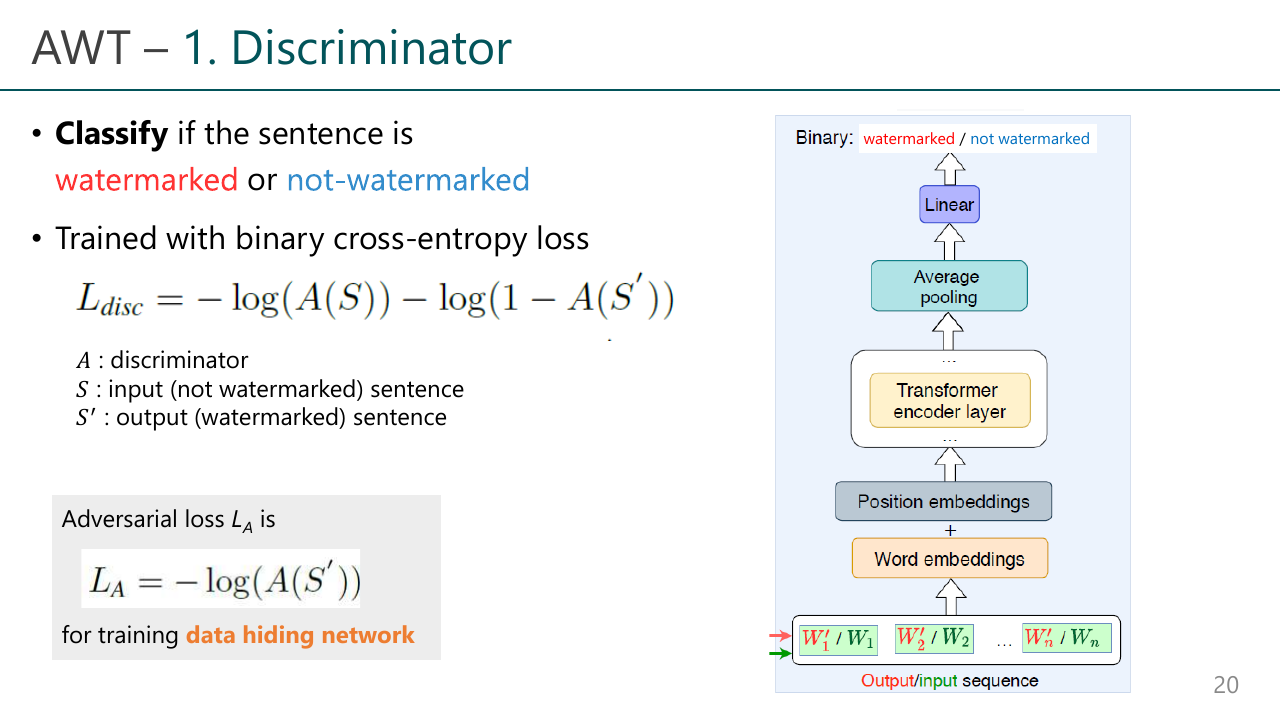 AWT – 1. Discriminator
• Classify if the sentence is
watermarked or not-watermarked
• Trained with binary cross-entropy loss
L_disc = − log(A(S)) − log(1 − A(S′))
A : discriminator
S : input (not watermarked) sentence
S′ : output (watermarked) sentence
Adversarial loss L_A is
L_A = − log(A(S′))
for training data hiding network
Binary: watermarked / not watermarked
Linear
Average
pooling
...
Transformer
encoder layer
...
Position embeddings
+
Word embeddings
W′_1 / W_1 W′_2 / W_2 ... W′_n / W_n
Output/input sequence
20